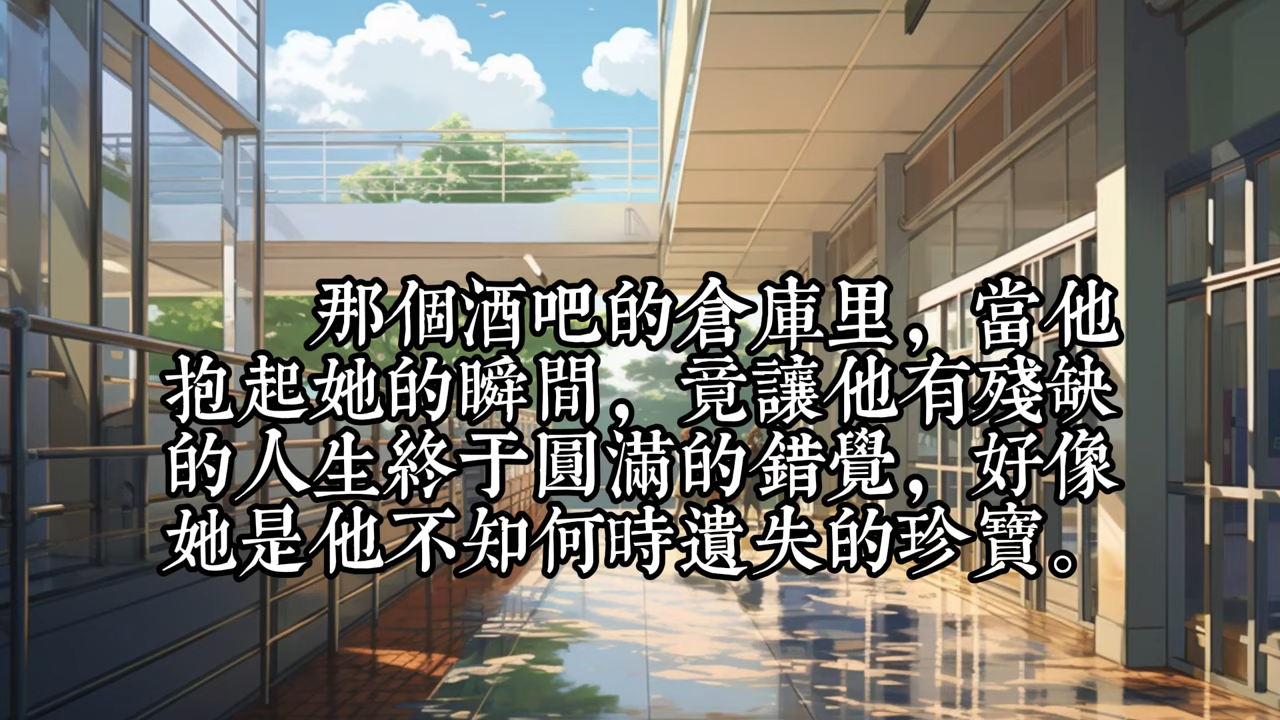 那個酒吧的倉庫里，當他
抱起她的瞬間，竟讓他有殘缺
的人生終于圓滿的錯覺，好像
她是他不知何時遺失的珍寶。